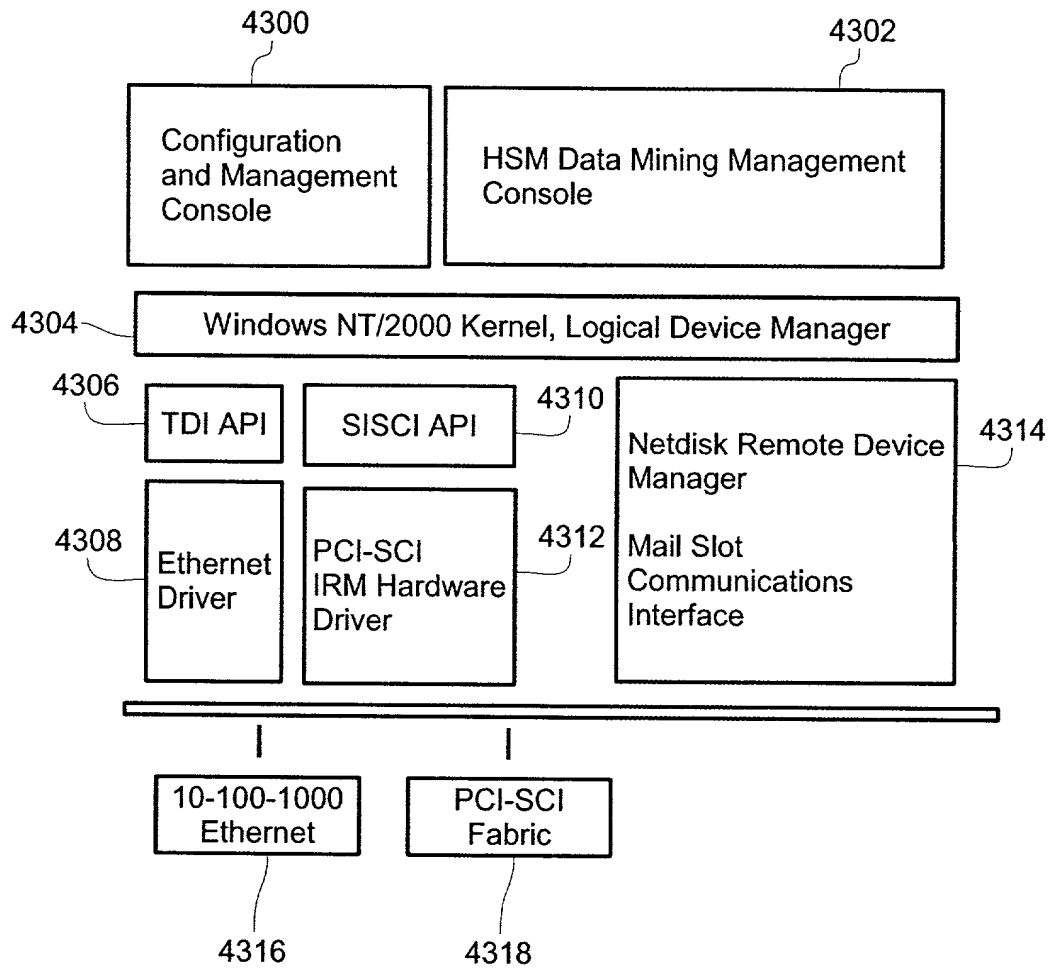 4300
4302
Configuration
and Management
Console
HSM Data Mining Management
Console
4304
Windows NT/2000 Kernel, Logical Device Manager
4306
TDI API
SISCI API
4310
Netdisk Remote Device
Manager
4314
4308
Ethernet
Driver
PCI-SCI
IRM Hardware
Driver
4312
Mail Slot
Communications
Interface
10-100-1000
Ethernet
PCI-SCI
Fabric
4316
4318